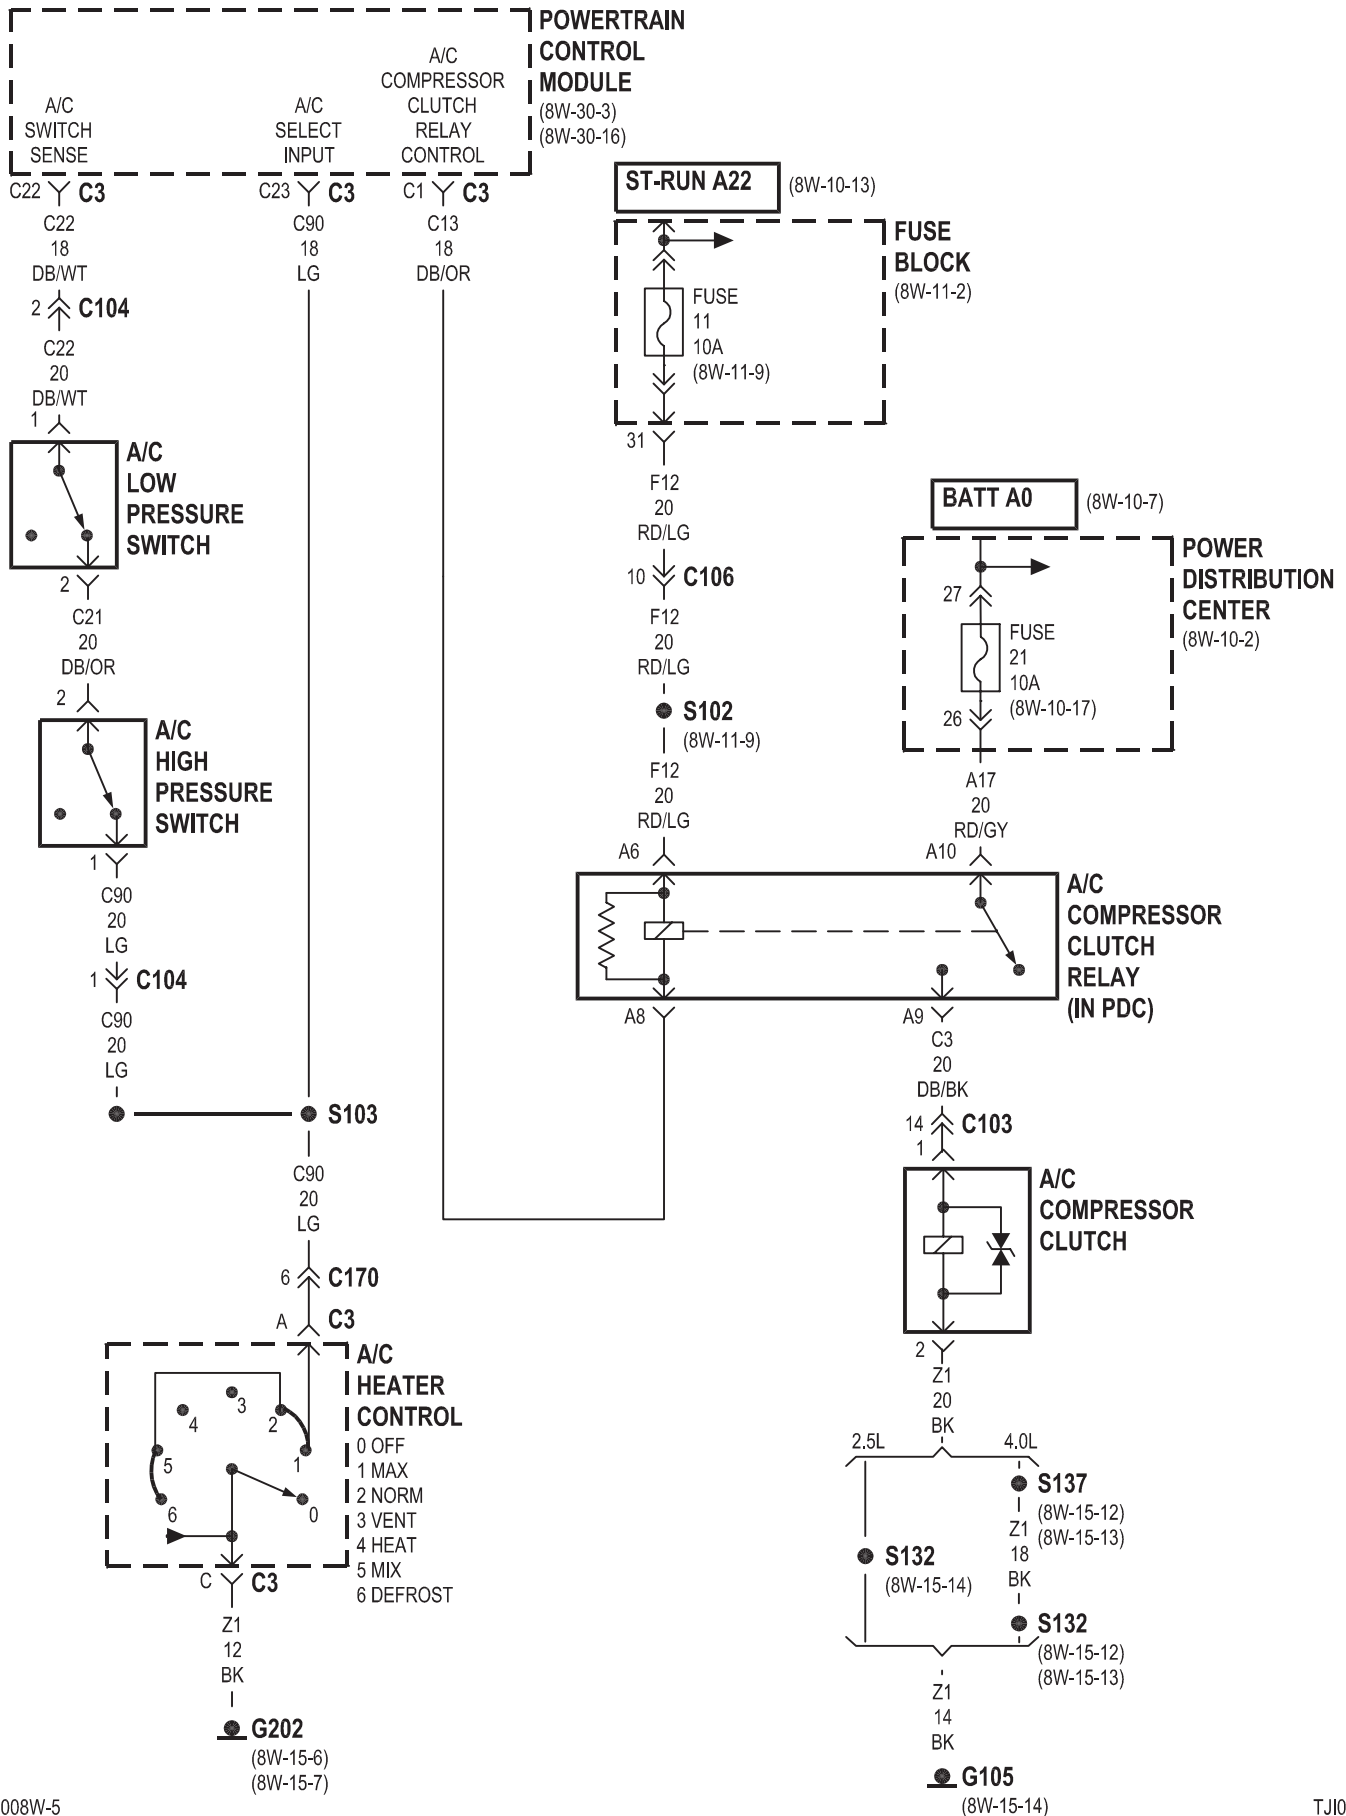 POWERTRAIN
CONTROL
MODULE
(8W-30-3)
(8W-30-16)
A/C
SWITCH
SENSE
A/C
SELECT
INPUT
A/C
COMPRESSOR
CLUTCH
RELAY
CONTROL
C22 C3
C22
18
DB/WT
2 C104
C22
20
DB/WT
1
A/C
LOW
PRESSURE
SWITCH
2
C21
20
DB/OR
2
A/C
HIGH
PRESSURE
SWITCH
1
C90
20
LG
1 C104
C90
20
LG
C23 C3
C90
18
LG
S103
C90
20
LG
6 C170
A C3
A/C
HEATER
CONTROL
0 OFF
1 MAX
2 NORM
3 VENT
4 HEAT
5 MIX
6 DEFROST
3
4
2
5
1
6
0
C C3
Z1
12
BK
G202
(8W-15-6)
(8W-15-7)
C1 C3
C13
18
DB/OR
ST-RUN A22 (8W-10-13)
FUSE
BLOCK
(8W-11-2)
FUSE
11
10A
(8W-11-9)
31
F12
20
RD/LG
10 C106
F12
20
RD/LG
S102
(8W-11-9)
F12
20
RD/LG
A6
BATT A0 (8W-10-7)
POWER
DISTRIBUTION
CENTER
(8W-10-2)
27
FUSE
21
10A
(8W-10-17)
26
A17
20
RD/GY
A10
A/C
COMPRESSOR
CLUTCH
RELAY
(IN PDC)
A8
A9
C3
20
DB/BK
14 C103
1
A/C
COMPRESSOR
CLUTCH
2
Z1
20
BK
2.5L 4.0L
S137
(8W-15-12)
(8W-15-13)
Z1
18
BK
S132
(8W-15-14)
S132
(8W-15-12)
(8W-15-13)
Z1
14
BK
G105
(8W-15-14)
008W-5
TJI0